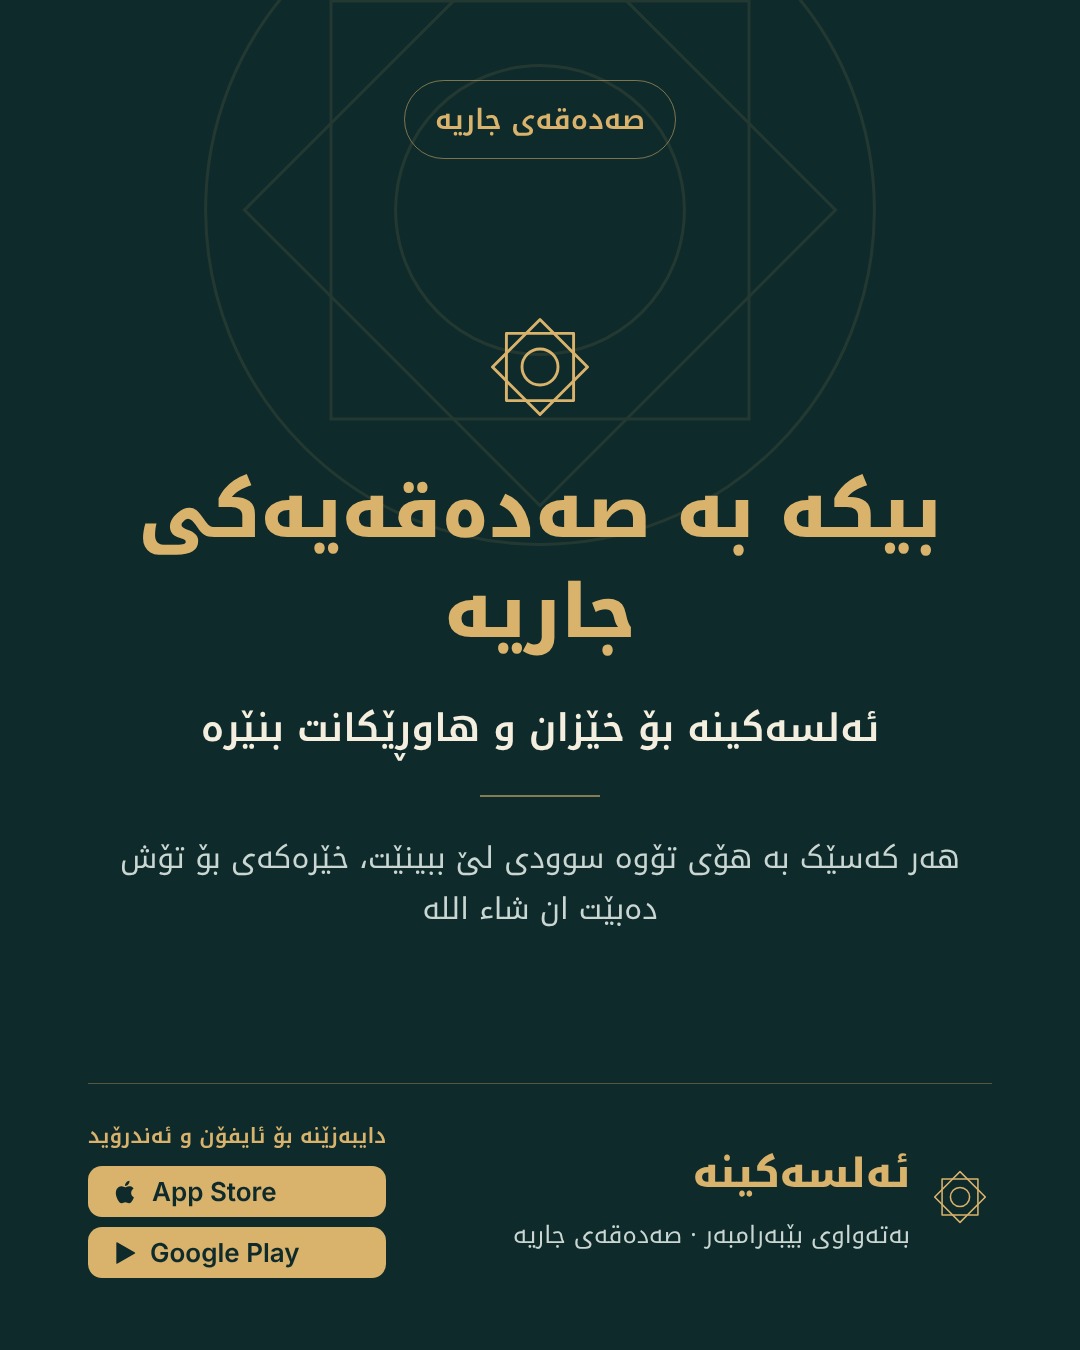 صەدەقەی جاریە
بیکە بە صەدەقەیەکی
جاریە
ئەلسەکینە بۆ خێزان و هاوڕێکانت بنێرە
هەر کەسێک بە هۆی تۆوە سوودی لێ ببینێت، خێرەکەی بۆ تۆش
دەبێت ان شاء الله
ئەلسەکینە
بەتەواوی بێبەرامبەر · صەدەقەی جاریە
دایبەزێنە بۆ ئایفۆن و ئەندرۆید
App Store
Google Play